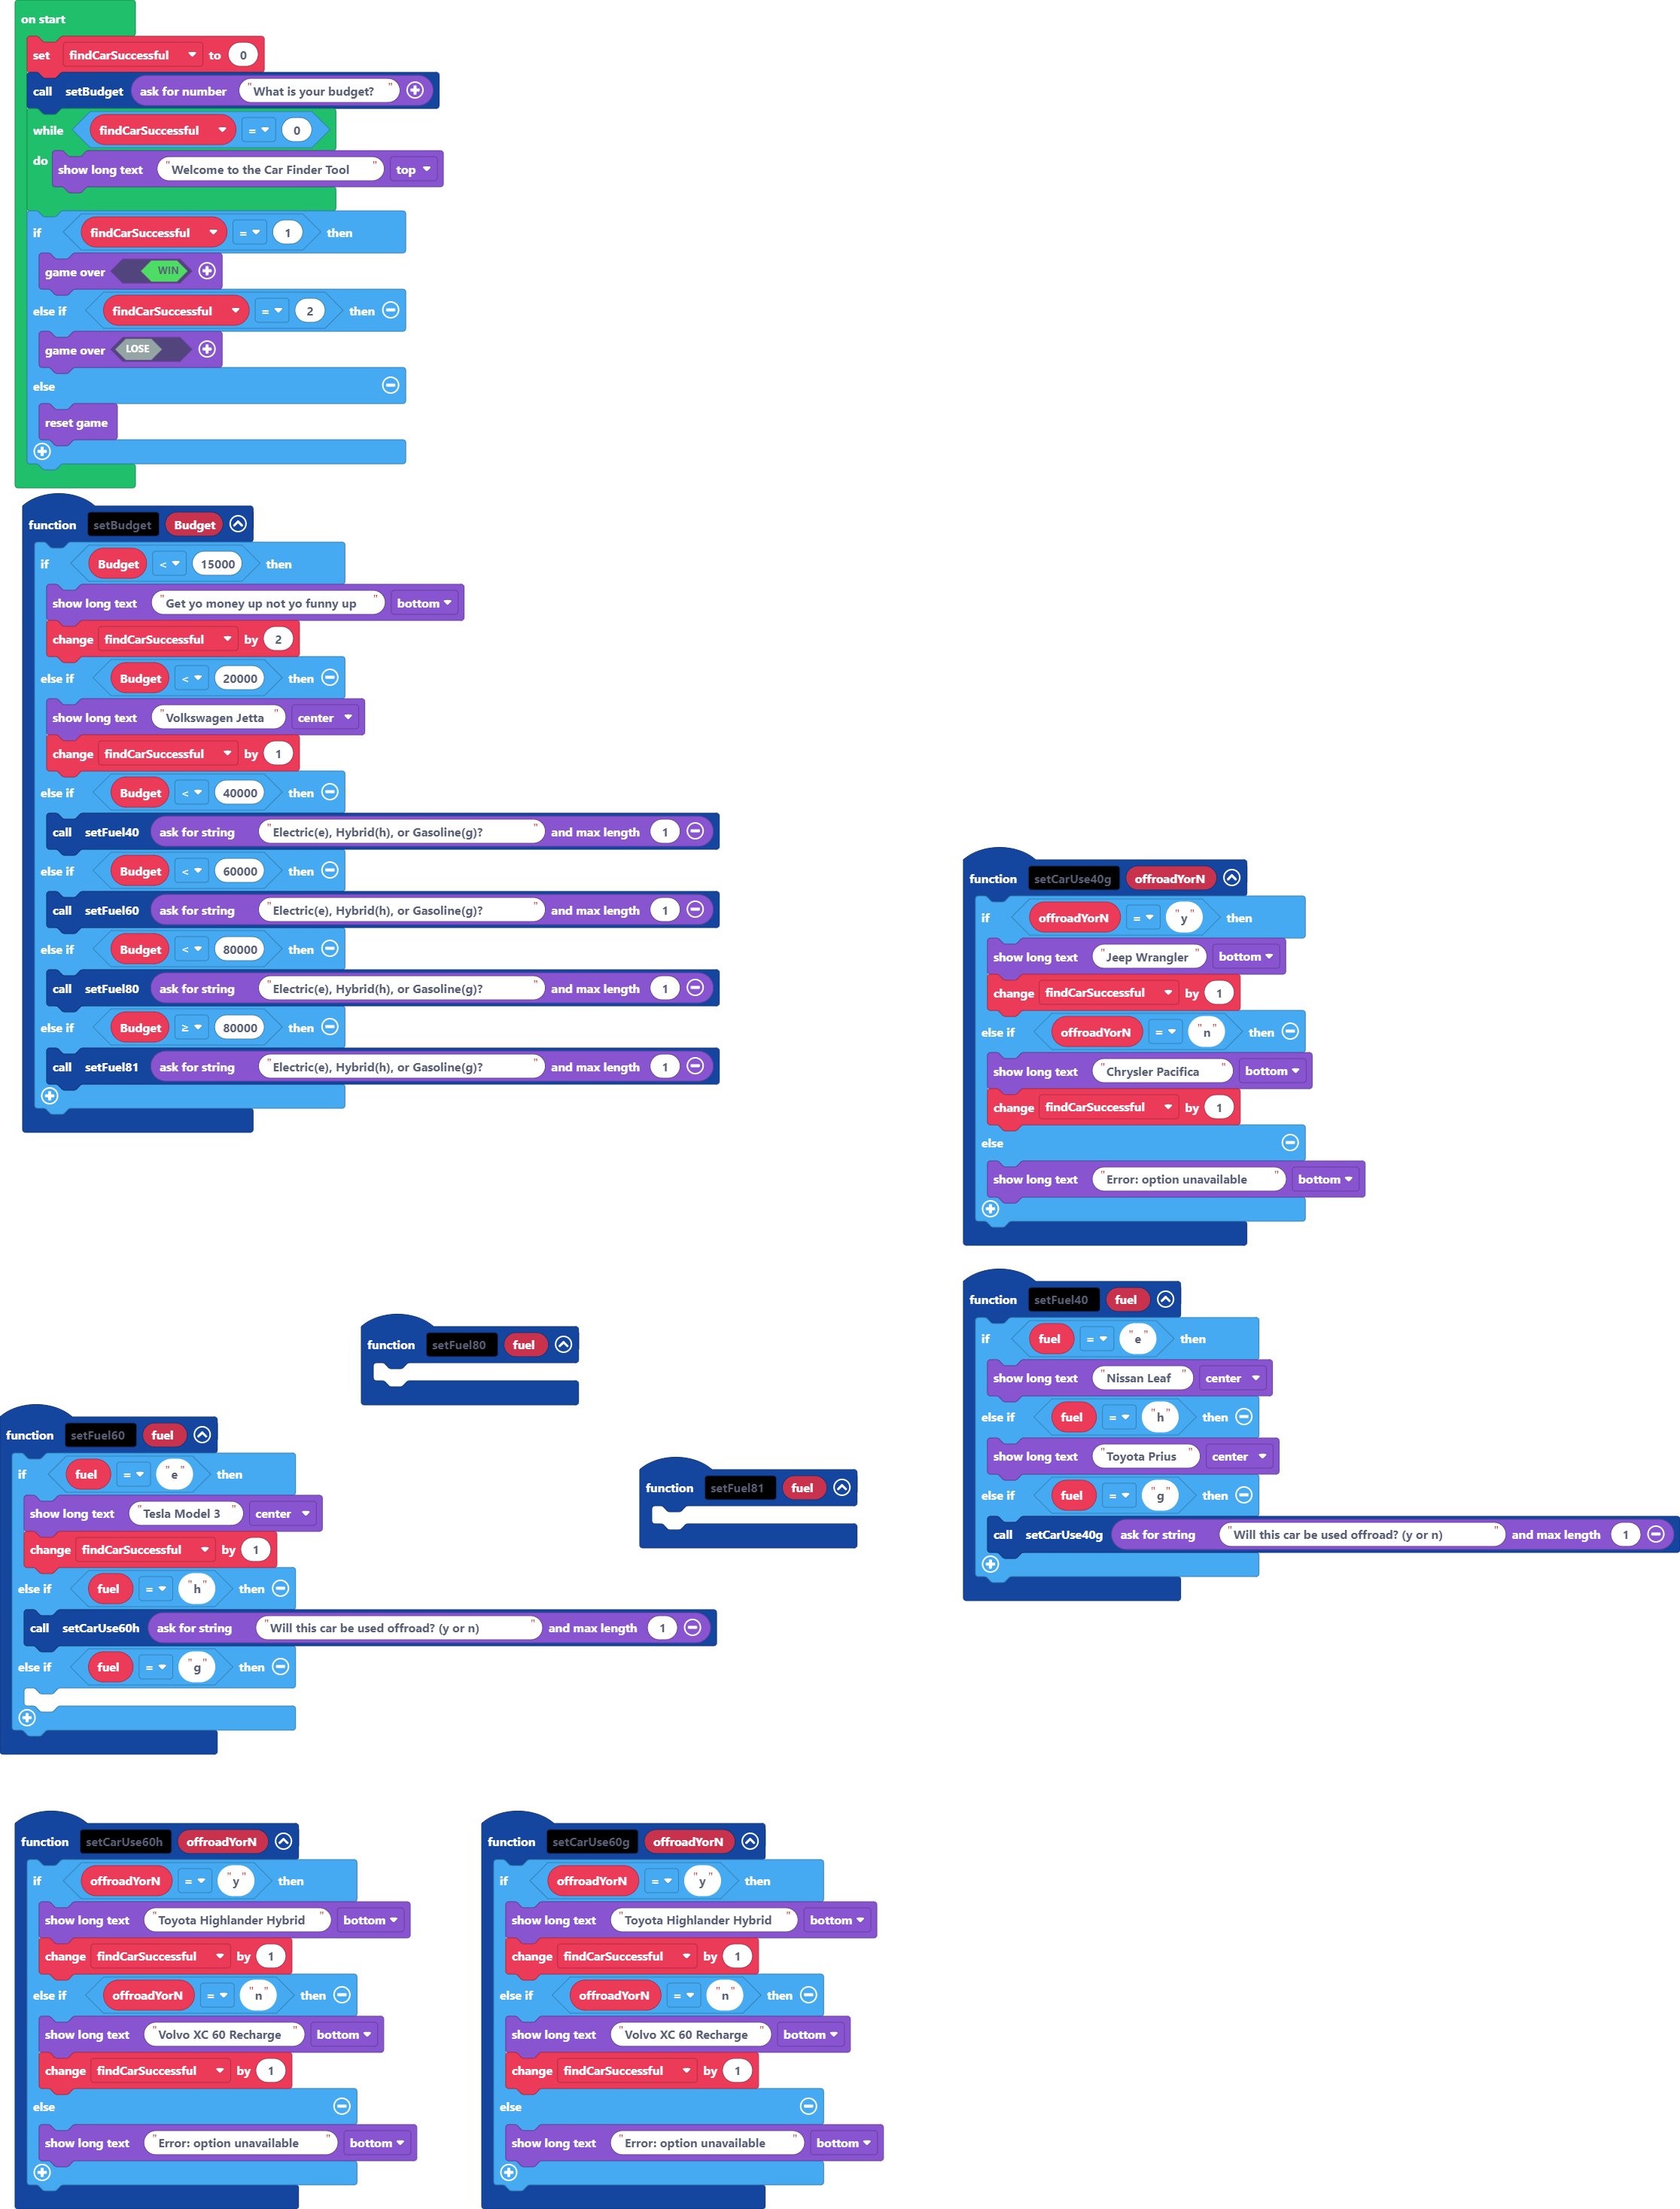 on start
set findCarSuccessful to 0
call setBudget ask for number "What is your budget? "
while findCarSuccessful = 0
do
show long text "Welcome to the Car Finder Tool " top
if findCarSuccessful = 1 then
game over WIN
else if findCarSuccessful = 2 then
game over LOSE
else
reset game
function setBudget Budget
if Budget < 15000 then
show long text "Get yo money up not yo funny up " bottom
change findCarSuccessful by 2
else if Budget < 20000 then
show long text "Volkswagen Jetta " center
change findCarSuccessful by 1
else if Budget < 40000 then
call setFuel40 ask for string "Electric(e), Hybrid(h), or Gasoline(g)? " and max length 1
else if Budget < 60000 then
call setFuel60 ask for string "Electric(e), Hybrid(h), or Gasoline(g)? " and max length 1
else if Budget < 80000 then
call setFuel80 ask for string "Electric(e), Hybrid(h), or Gasoline(g)? " and max length 1
else if Budget ≥ 80000 then
call setFuel81 ask for string "Electric(e), Hybrid(h), or Gasoline(g)? " and max length 1
function setCarUse40g offroadYorN
if offroadYorN = "y" then
show long text "Jeep Wrangler " bottom
change findCarSuccessful by 1
else if offroadYorN = "n" then
show long text "Chrysler Pacifica " bottom
change findCarSuccessful by 1
else
show long text "Error: option unavailable " bottom
function setFuel40 fuel
if fuel = "e" then
show long text "Nissan Leaf " center
else if fuel = "h" then
show long text "Toyota Prius " center
else if fuel = "g" then
call setCarUse40g ask for string "Will this car be used offroad? (y or n) " and max length 1
function setFuel80 fuel
function setFuel60 fuel
if fuel = "e" then
show long text "Tesla Model 3 " center
change findCarSuccessful by 1
else if fuel = "h" then
call setCarUse60h ask for string "Will this car be used offroad? (y or n) " and max length 1
else if fuel = "g" then
function setFuel81 fuel
function setCarUse60h offroadYorN
if offroadYorN = "y" then
show long text "Toyota Highlander Hybrid " bottom
change findCarSuccessful by 1
else if offroadYorN = "n" then
show long text "Volvo XC 60 Recharge " bottom
change findCarSuccessful by 1
else
show long text "Error: option unavailable " bottom
function setCarUse60g offroadYorN
if offroadYorN = "y" then
show long text "Toyota Highlander Hybrid " bottom
change findCarSuccessful by 1
else if offroadYorN = "n" then
show long text "Volvo XC 60 Recharge " bottom
change findCarSuccessful by 1
else
show long text "Error: option unavailable " bottom